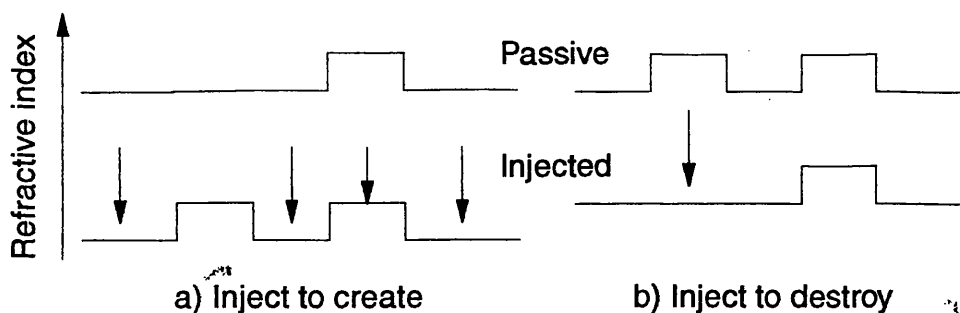 Refractive index
Passive
Injected
a) Inject to create
b) Inject to destroy